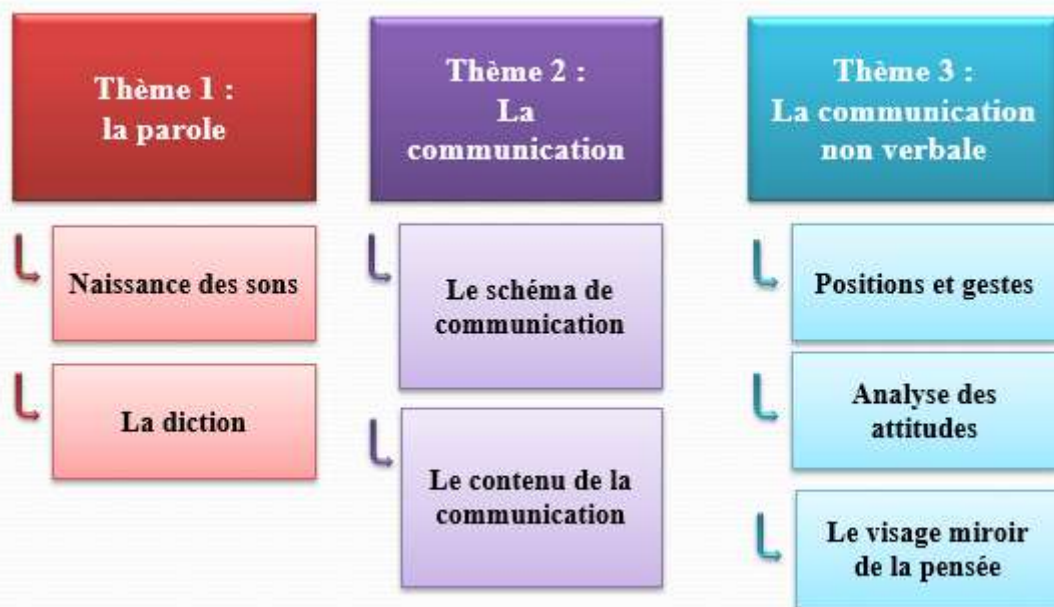 Thème 1 :
la parole
Naissance des sons
La diction
Thème 2 :
La
communication
Le schéma de
communication
Le contenu de la
communication
Thème 3 :
La communication
non verbale
Positions et gestes
Analyse des
attitudes
Le visage miroir
de la pensée